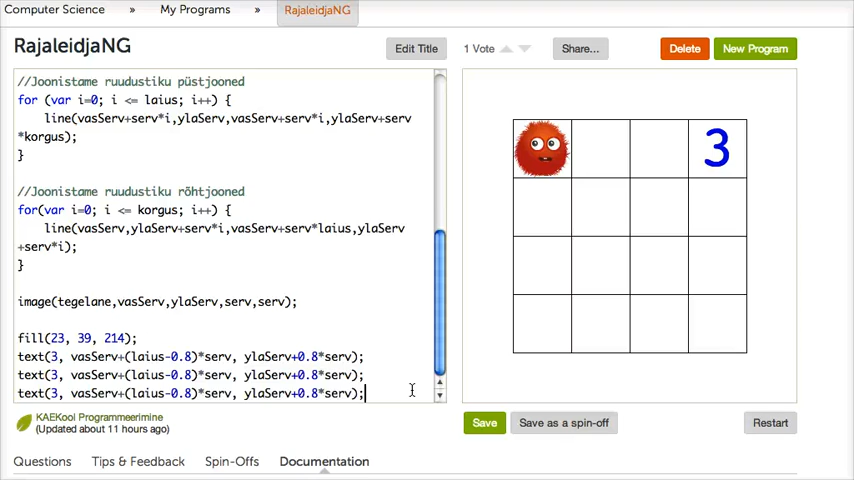 Computer Science » My Programs » RajaleidjaNG
RajaleidjaNG
Edit Title
1 Vote
Share...
Delete
New Program
//Joonistame ruudustiku püstjooned
for (var i=0; i <= laius; i++) {
line(vasServ+serv*i,ylaServ,vasServ+serv*i,ylaServ+serv
*korgus);
}
//Joonistame ruudustiku rõhtjooned
for(var i=0; i <= korgus; i++) {
line(vasServ,ylaServ+serv*i,vasServ+serv*laius,ylaServ
+serv*i);
}
image(tegelane,vasServ,ylaServ,serv,serv);
fill(23, 39, 214);
text(3, vasServ+(laius-0.8)*serv, ylaServ+0.8*serv);
text(3, vasServ+(laius-0.8)*serv, ylaServ+0.8*serv);
text(3, vasServ+(laius-0.8)*serv, ylaServ+0.8*serv);
3
KAEKool Programmeerimine
(Updated about 11 hours ago)
Save
Save as a spin-off
Restart
Questions
Tips & Feedback
Spin-Offs
Documentation